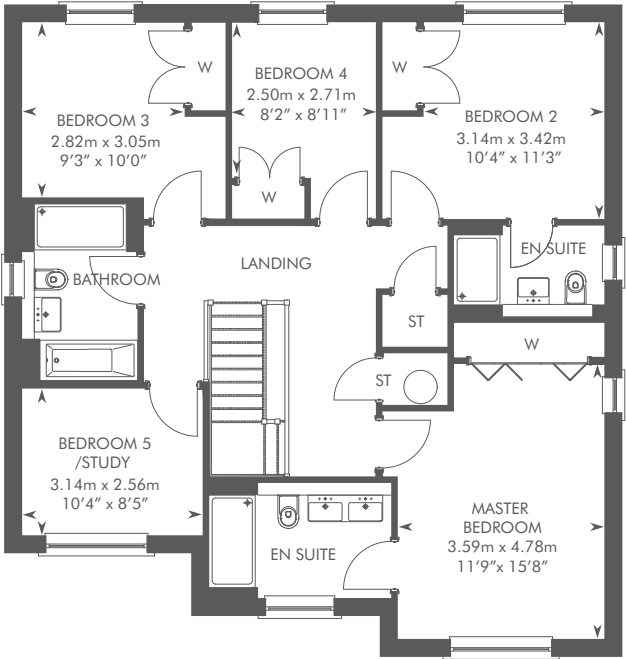 W
BEDROOM 4
2.50m x 2.71m
8'2" x 8'11"
W
BEDROOM 3
2.82m x 3.05m
9'3" x 10'0"
BEDROOM 2
3.14m x 3.42m
10'4" x 11'3"
W
EN SUITE
LANDING
BATHROOM
ST
W
ST
BEDROOM 5
/STUDY
3.14m x 2.56m
10'4" x 8'5"
MASTER
BEDROOM
3.59m x 4.78m
11'9"x 15'8"
EN SUITE